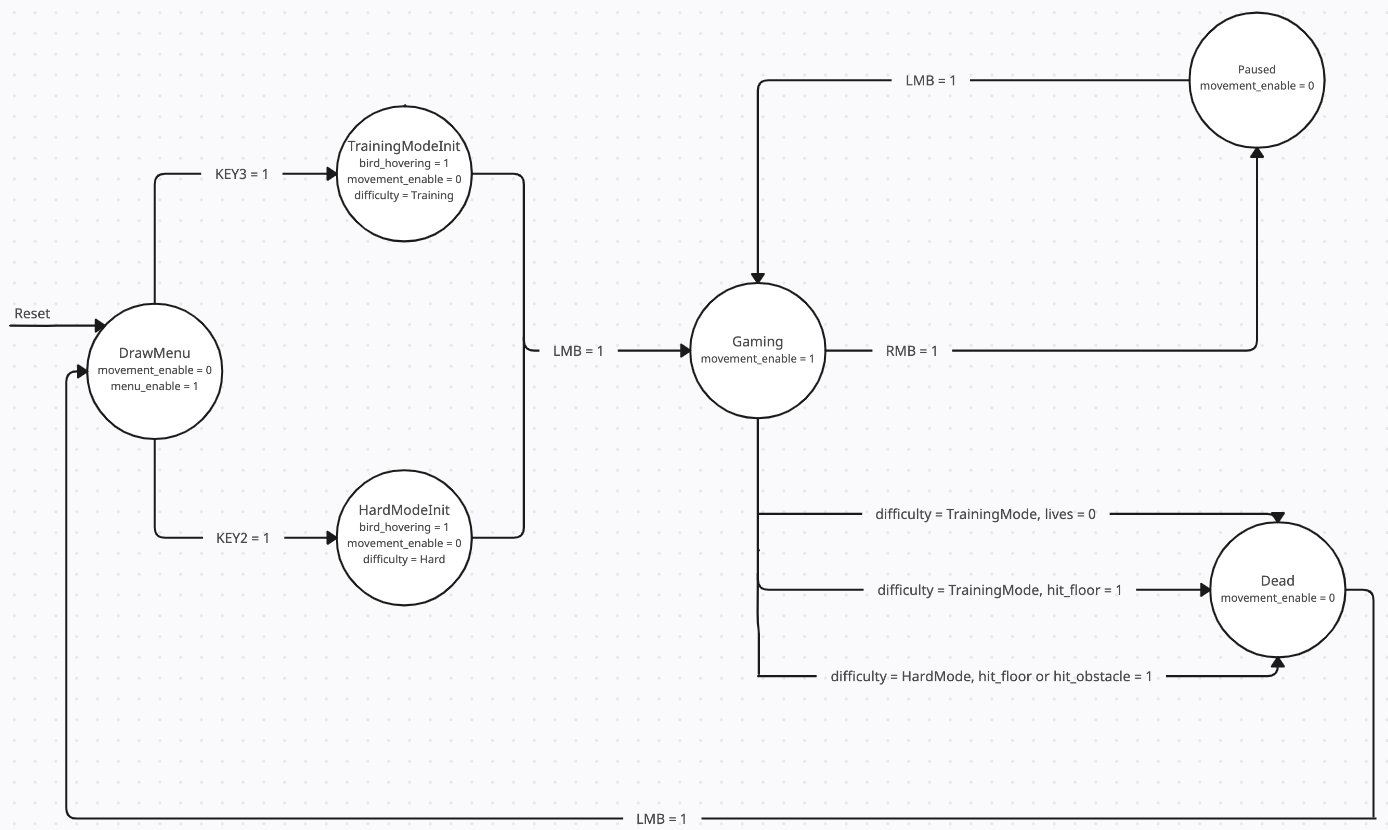 Paused
movement_enable = 0
LMB = 1
TrainingModeInit
bird_hovering = 1
movement_enable = 0
difficulty = Training
KEY3 = 1
Reset
DrawMenu
movement_enable = 0
menu_enable = 1
LMB = 1
Gaming
movement_enable = 1
RMB = 1
HardModeInit
bird_hovering = 1
movement_enable = 0
difficulty = Hard
KEY2 = 1
difficulty = TrainingMode, lives = 0
difficulty = TrainingMode, hit_floor = 1
Dead
movement_enable = 0
difficulty = HardMode, hit_floor or hit_obstacle = 1
LMB = 1